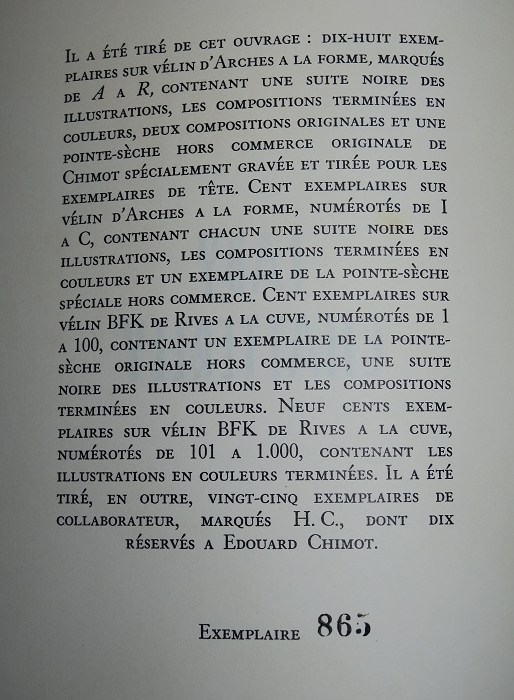 Il a été tiré de cet ouvrage : dix-huit exem-
plaires sur vélin d'Arches a la forme, marqués
de A a R, contenant une suite noire des
illustrations, les compositions terminées en
couleurs, deux compositions originales et une
pointe-sèche hors commerce originale de
Chimot spécialement gravée et tirée pour les
exemplaires de tête. Cent exemplaires sur
vélin d'Arches a la forme, numérotés de I
a C, contenant chacun une suite noire des
illustrations, les compositions terminées en
couleurs et un exemplaire de la pointe-sèche
spéciale hors commerce. Cent exemplaires sur
vélin BFK de Rives a la cuve, numérotés de 1
a 100, contenant un exemplaire de la pointe-
sèche originale hors commerce, une suite
noire des illustrations et les compositions
terminées en couleurs. Neuf cents exem-
plaires sur vélin BFK de Rives a la cuve,
numérotés de 101 a 1.000, contenant les
illustrations en couleurs terminées. Il a été
tiré, en outre, vingt-cinq exemplaires de
collaborateur, marqués H. C., dont dix
réservés a Edouard Chimot.
Exemplaire 865